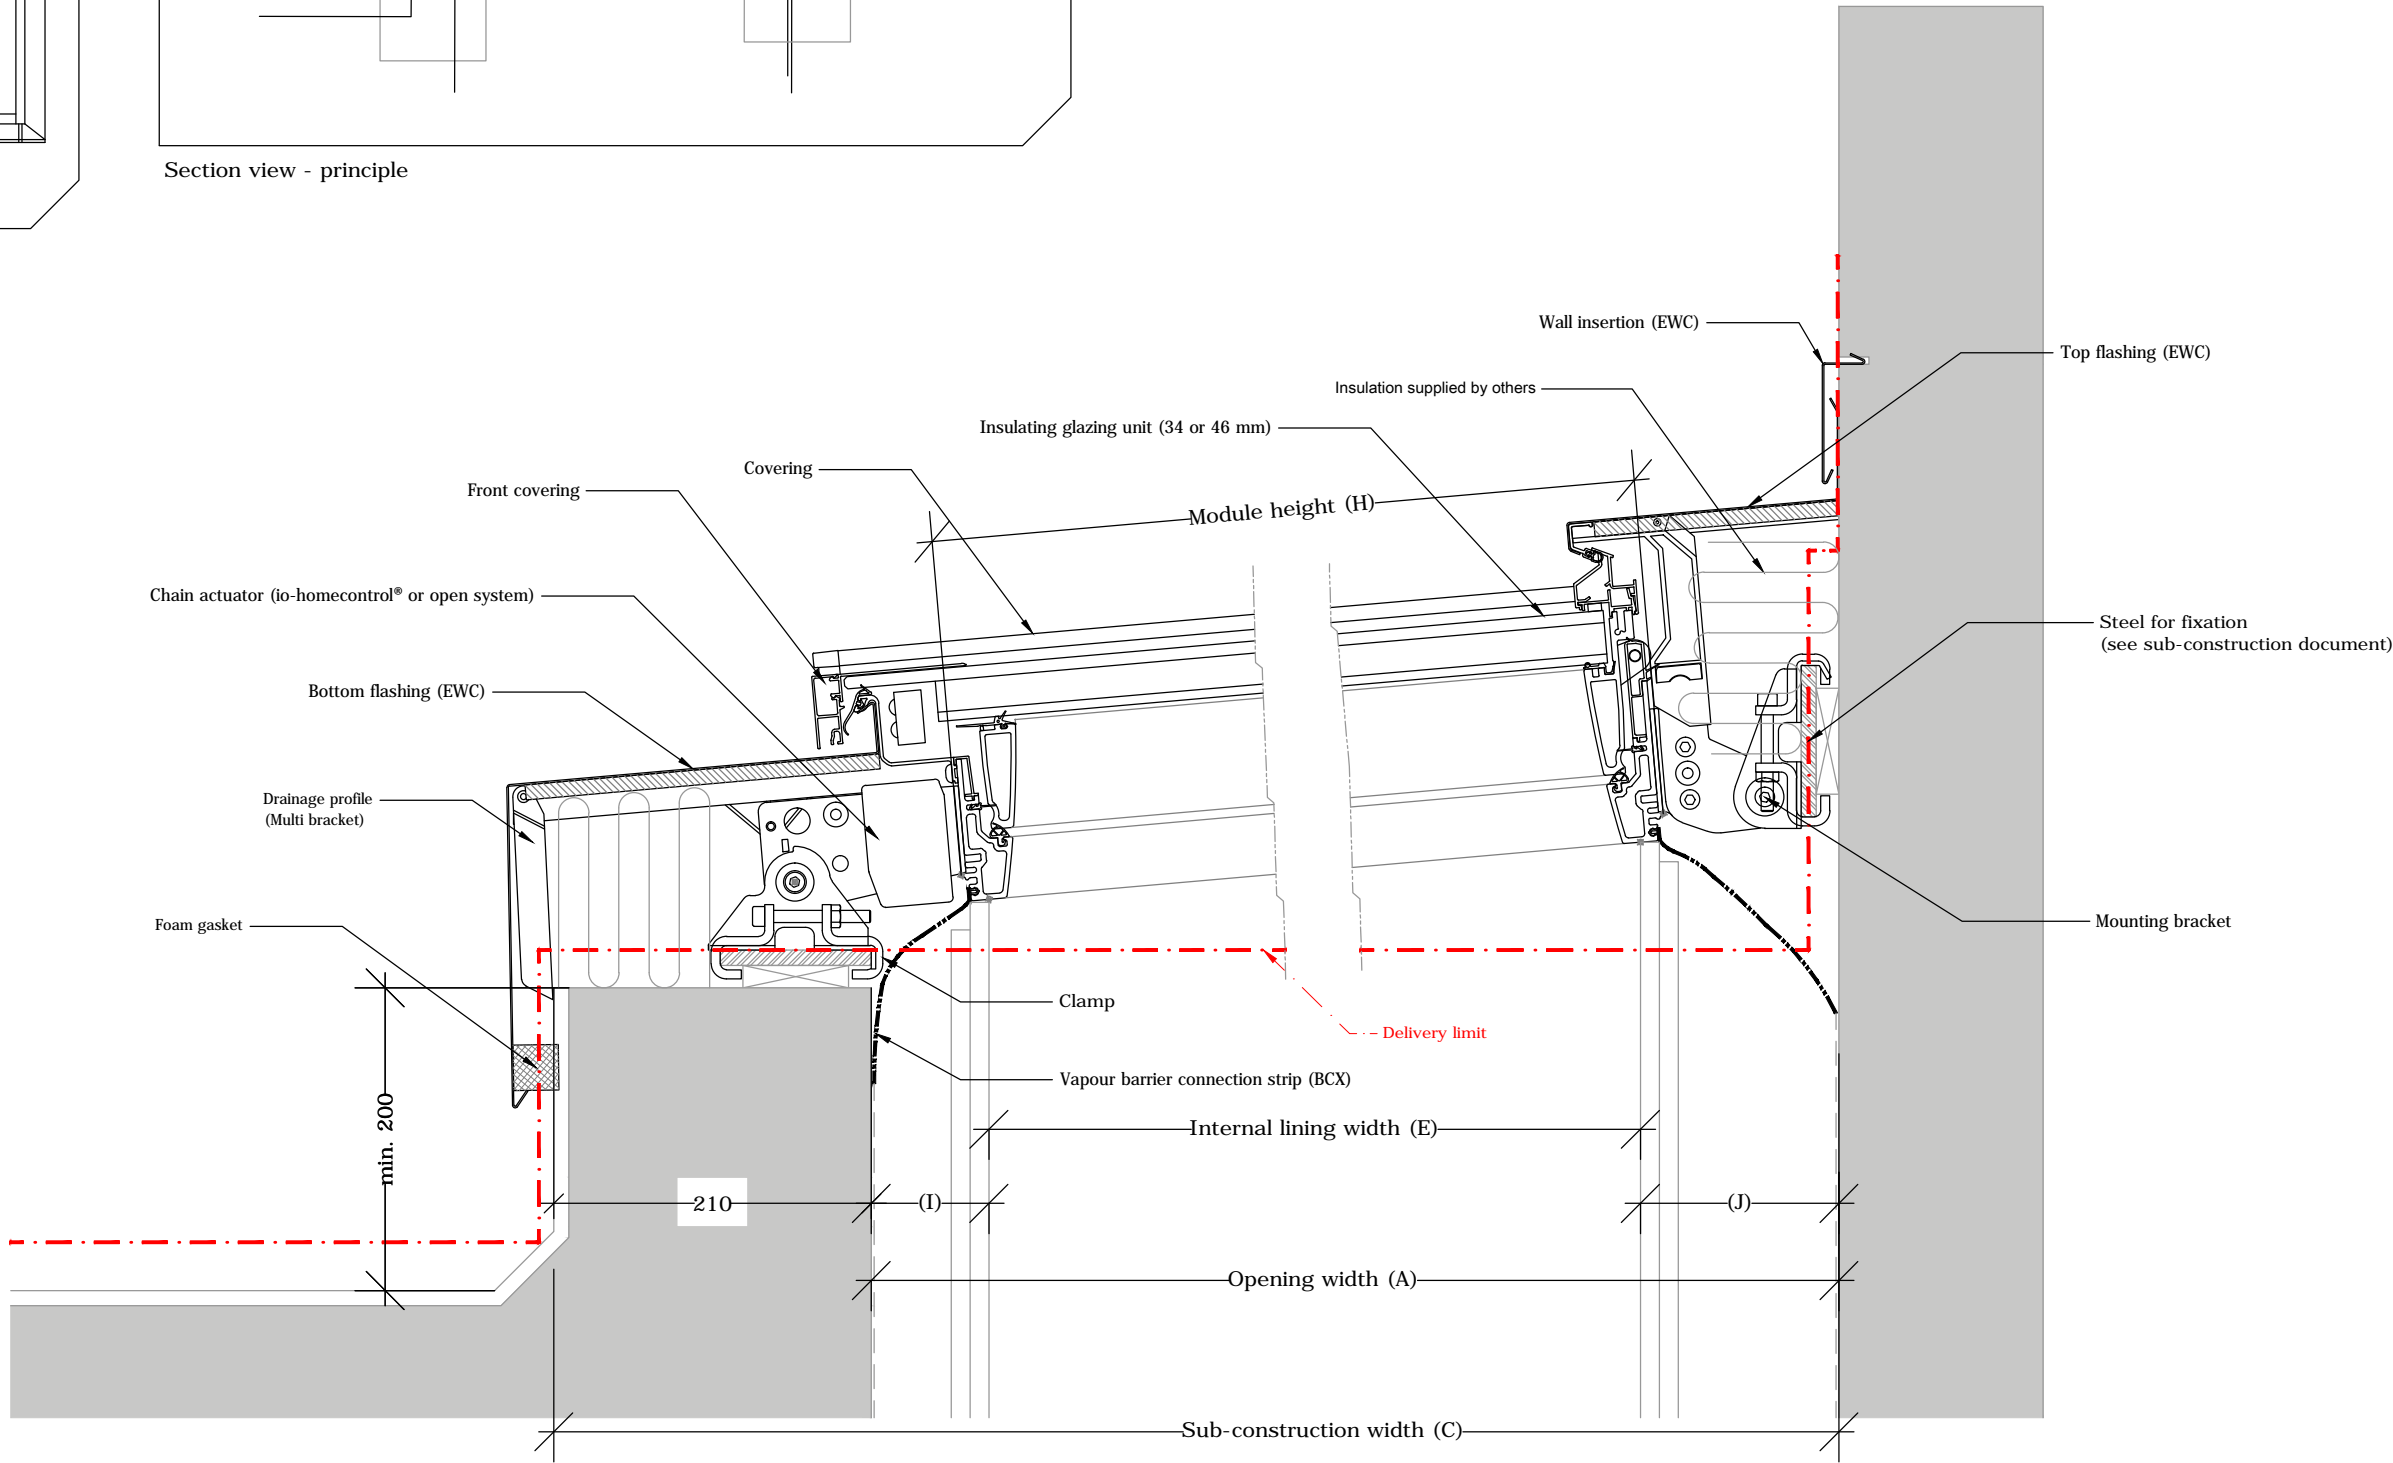 Section view - principle
Wall insertion (EWC)
Top flashing (EWC)
Insulation supplied by others
Insulating glazing unit (34 or 46 mm)
Covering
Front covering
Module height (H)
Chain actuator (io-homecontrol® or open system)
Steel for fixation
(see sub-construction document)
Bottom flashing (EWC)
Drainage profile
(Multi bracket)
Foam gasket
Mounting bracket
Clamp
Delivery limit
Vapour barrier connection strip (BCX)
min. 200
Internal lining width (E)
210
(I)
(J)
Opening width (A)
Sub-construction width (C)